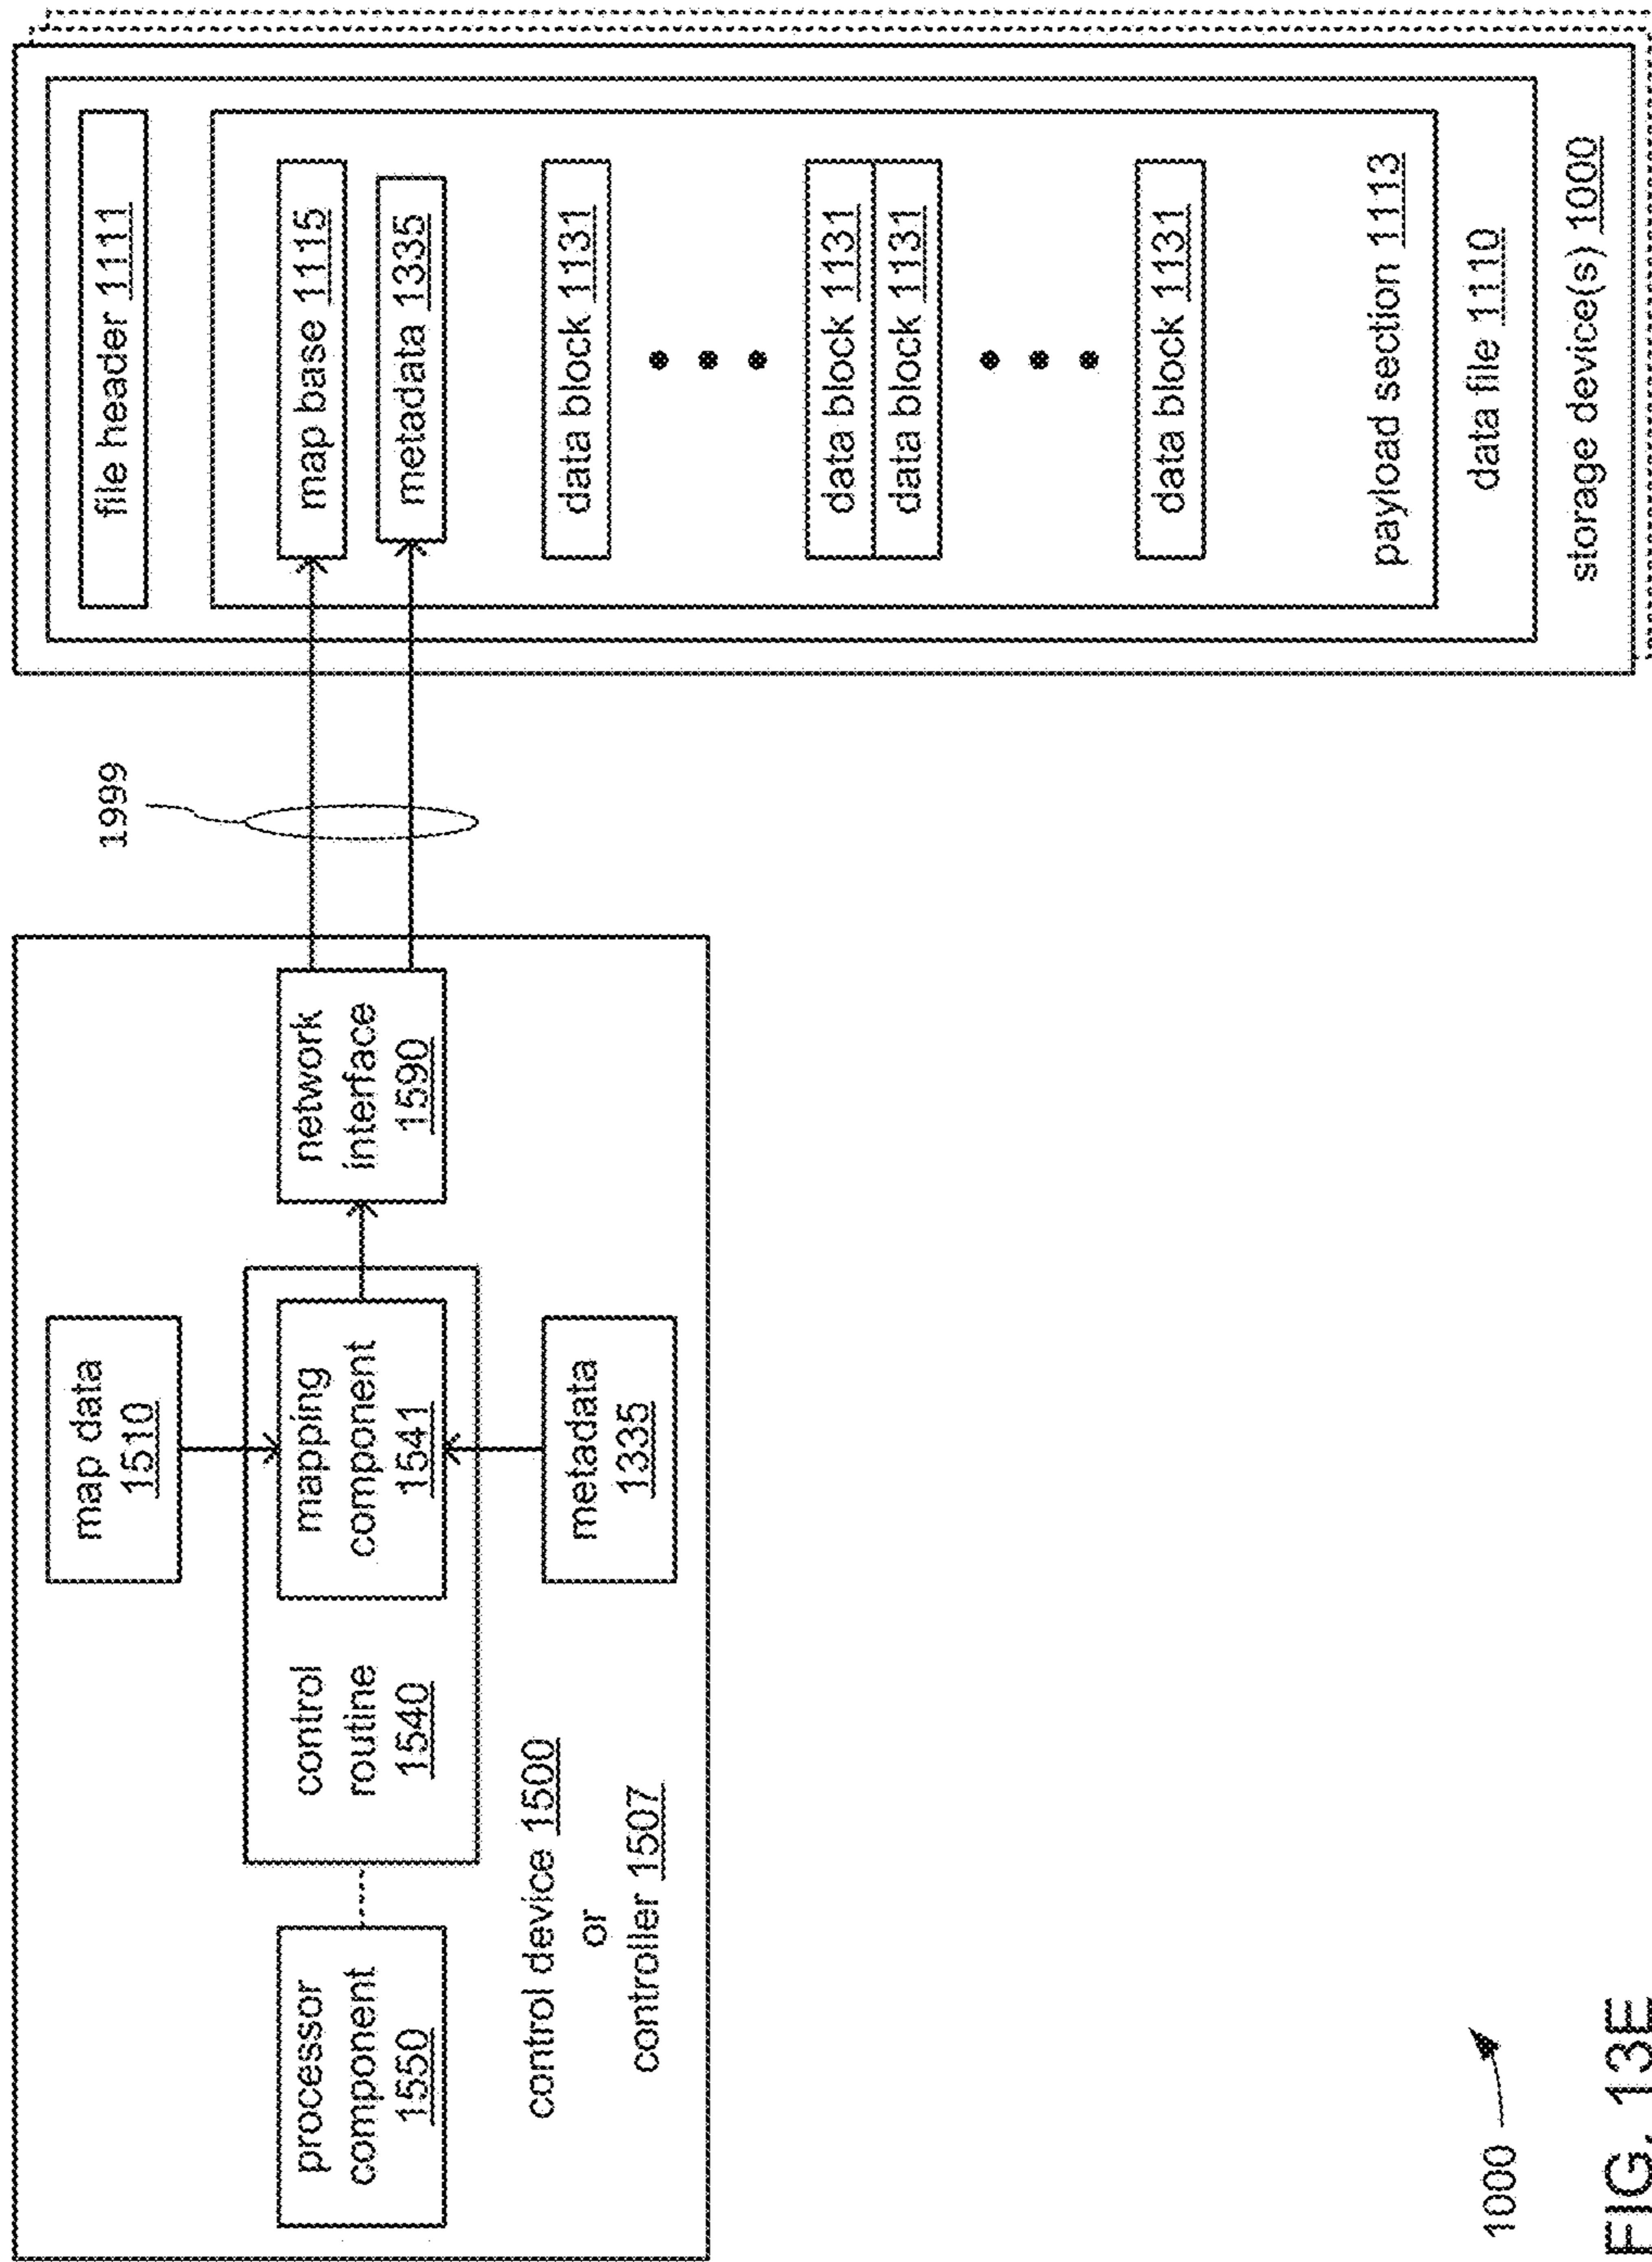 processor
component
1550
control
routine
1540
mapping
component
1541
map data
1510
metadata
1335
network
interface
1590
control device 1500
or
controller 1507
1999
file header 1111
map base 1115
metadata 1335
data block 1131
data block 1131
data block 1131
data block 1131
payload section 1113
data file 1110
storage device(s) 1000
1000
FIG. 13E